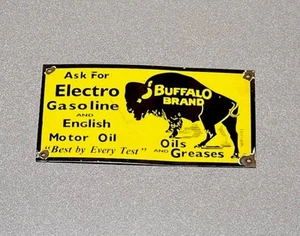 Ask For
Electro
Gasoline
AND
English
Motor Oil
"Best by Every Test"
BUFFALO
BRAND
Oils
AND
Greases